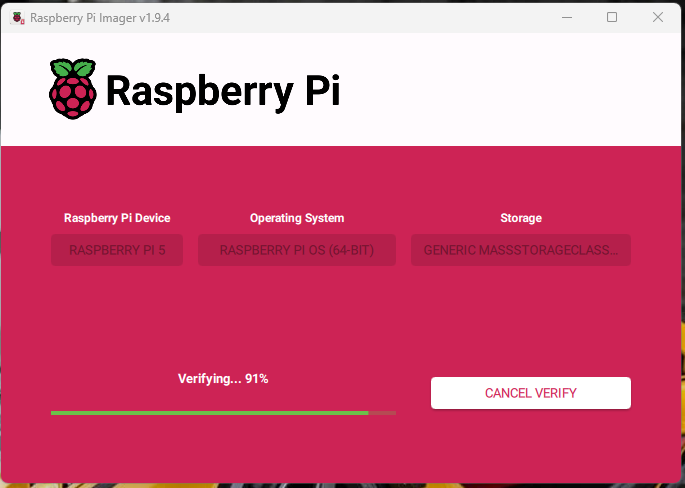 Raspberry Pi Imager v1.9.4
Raspberry Pi
Raspberry Pi Device
Operating System
Storage
RASPBERRY PI 5
RASPBERRY PI OS (64-BIT)
GENERIC MASSSTORAGECLASS...
Verifying... 91%
CANCEL VERIFY